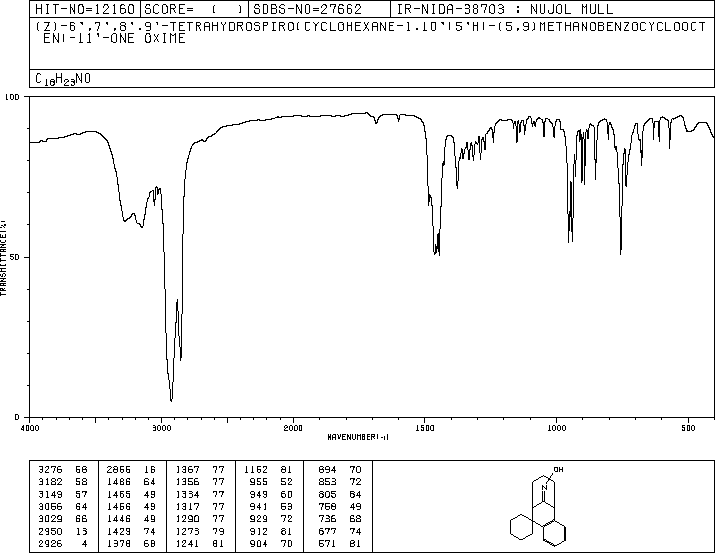 HIT-NO=12160 SCORE= ( ) SDBS-NO=27662 IR-NIDA-38703 : NUJOL MULL
(Z)-6',7',8',9'-TETRAHYDROSPIRO(CYCLOHEXANE-1,10'(5'H)-(5,9)METHANOBENZOCYCLOOCT
EN)-11'-ONE OXIME
C18H23NO
100
50
0
TRANSMITTANCE(%)
4000 3000 2000 1500 1000 500
WAVENUMBER(-1)
3276 68 2866 16 1367 77 1162 81 894 70
3182 58 1486 64 1356 77 955 52 853 72
3149 57 1465 49 1334 77 949 60 805 84
3056 64 1456 49 1317 77 941 53 758 49
3029 66 1446 49 1290 77 929 72 736 68
2950 13 1429 74 1273 79 912 81 677 74
2926 4 1378 68 1241 81 904 70 571 81
OH
N